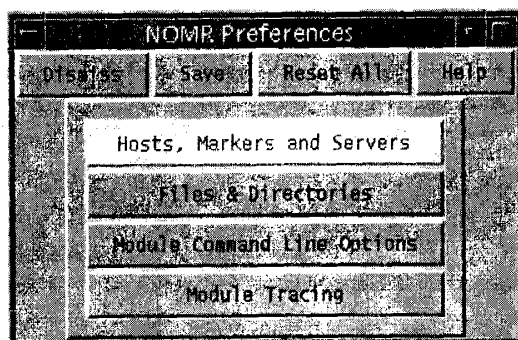 NOMR Preferences
Dismiss Save Reset All Help
Hosts, Markers and Servers
Files & Directories
Module Command Line Options
Module Tracing